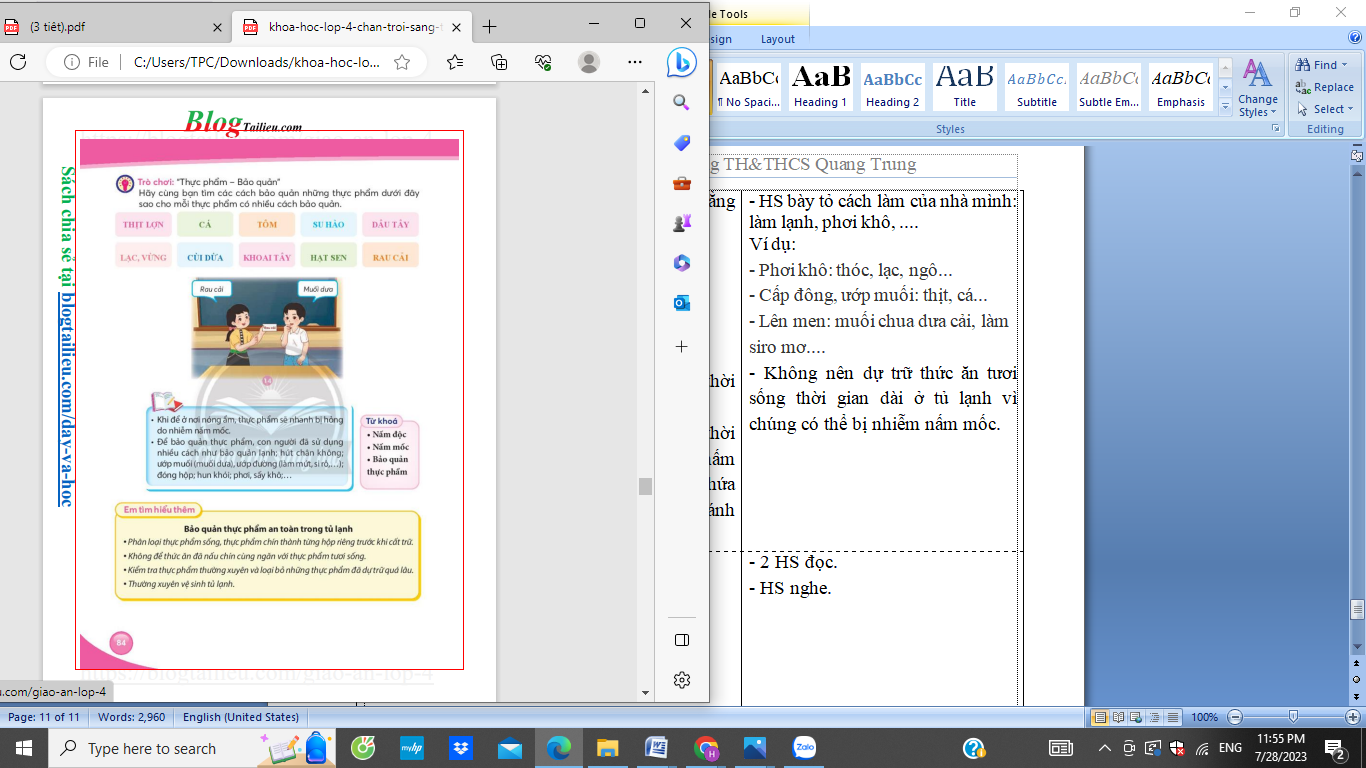 (3 tiêt).pdf
khoa-hoc-lop-4-chan-troi-sang-t
File
C:/Users/TPC/Downloads/khoa-hoc-lo...
Blog Tailieu.com
Sách chia sẻ tại blogtailieu.com/day-va-hoc
Trò chơi: "Thực phẩm – Bảo quản"
Hãy cùng bạn tìm các cách bảo quản những thực phẩm dưới đây
sao cho mỗi thực phẩm có nhiều cách bảo quản.
THỊT LỢN
CÁ
TÔM
SU HÀO
DÂU TÂY
LẠC, VỪNG
CÙI DỪA
KHOAI TÂY
HẠT SEN
RAU CẢI
Rau cải
Muối dưa
• Khi để ở nơi nóng ẩm, thực phẩm sẽ nhanh bị hỏng
do nhiễm nấm mốc.
• Để bảo quản thực phẩm, con người đã sử dụng
nhiều cách như bảo quản lạnh; hút chân không;
ướp muối (muối dưa), ướp đường (làm mứt, si rô,...);
đóng hộp; hun khói; phơi, sấy khô;...
Từ khoá
• Nấm độc
• Nấm mốc
• Bảo quản
thực phẩm
Em tìm hiểu thêm
Bảo quản thực phẩm an toàn trong tủ lạnh
• Phân loại thực phẩm sống, thực phẩm chín thành từng hộp riêng trước khi cất trữ.
• Không để thức ăn đã nấu chín cùng ngăn với thực phẩm tươi sống.
• Kiểm tra thực phẩm thường xuyên và loại bỏ những thực phẩm đã dự trữ quá lâu.
• Thường xuyên vệ sinh tủ lạnh.
84
https://blogtailieu.com/giao-an-lop-4
u.com/giao-an-lop-4
le Tools
sign
Layout
AaBbCc
¶ No Spaci...
AaB
Heading 1
AaBbCc
Heading 2
AaB
Title
AaBbCc.
Subtitle
AaBbCc
Subtle Em...
AaBbCc
Emphasis
Change
Styles
Styles
Find
Replace
Select
Editing
g TH&THCS Quang Trung
ằng
hời
hời
nấm
hứa
ánh
- HS bày tỏ cách làm của nhà mình:
làm lạnh, phơi khô, ....
Ví dụ:
- Phơi khô: thóc, lạc, ngô...
- Cấp đông, ướp muối: thịt, cá...
- Lên men: muối chua dưa cải, làm
siro mơ....
- Không nên dự trữ thức ăn tươi
sống thời gian dài ở tủ lạnh vì
chúng có thể bị nhiễm nấm mốc.
- 2 HS đọc.
- HS nghe.
Page: 11 of 11
Words: 2,960
English (United States)
100%
Type here to search
myhp
Zalo
ENG
11:55 PM
7/28/2023
2